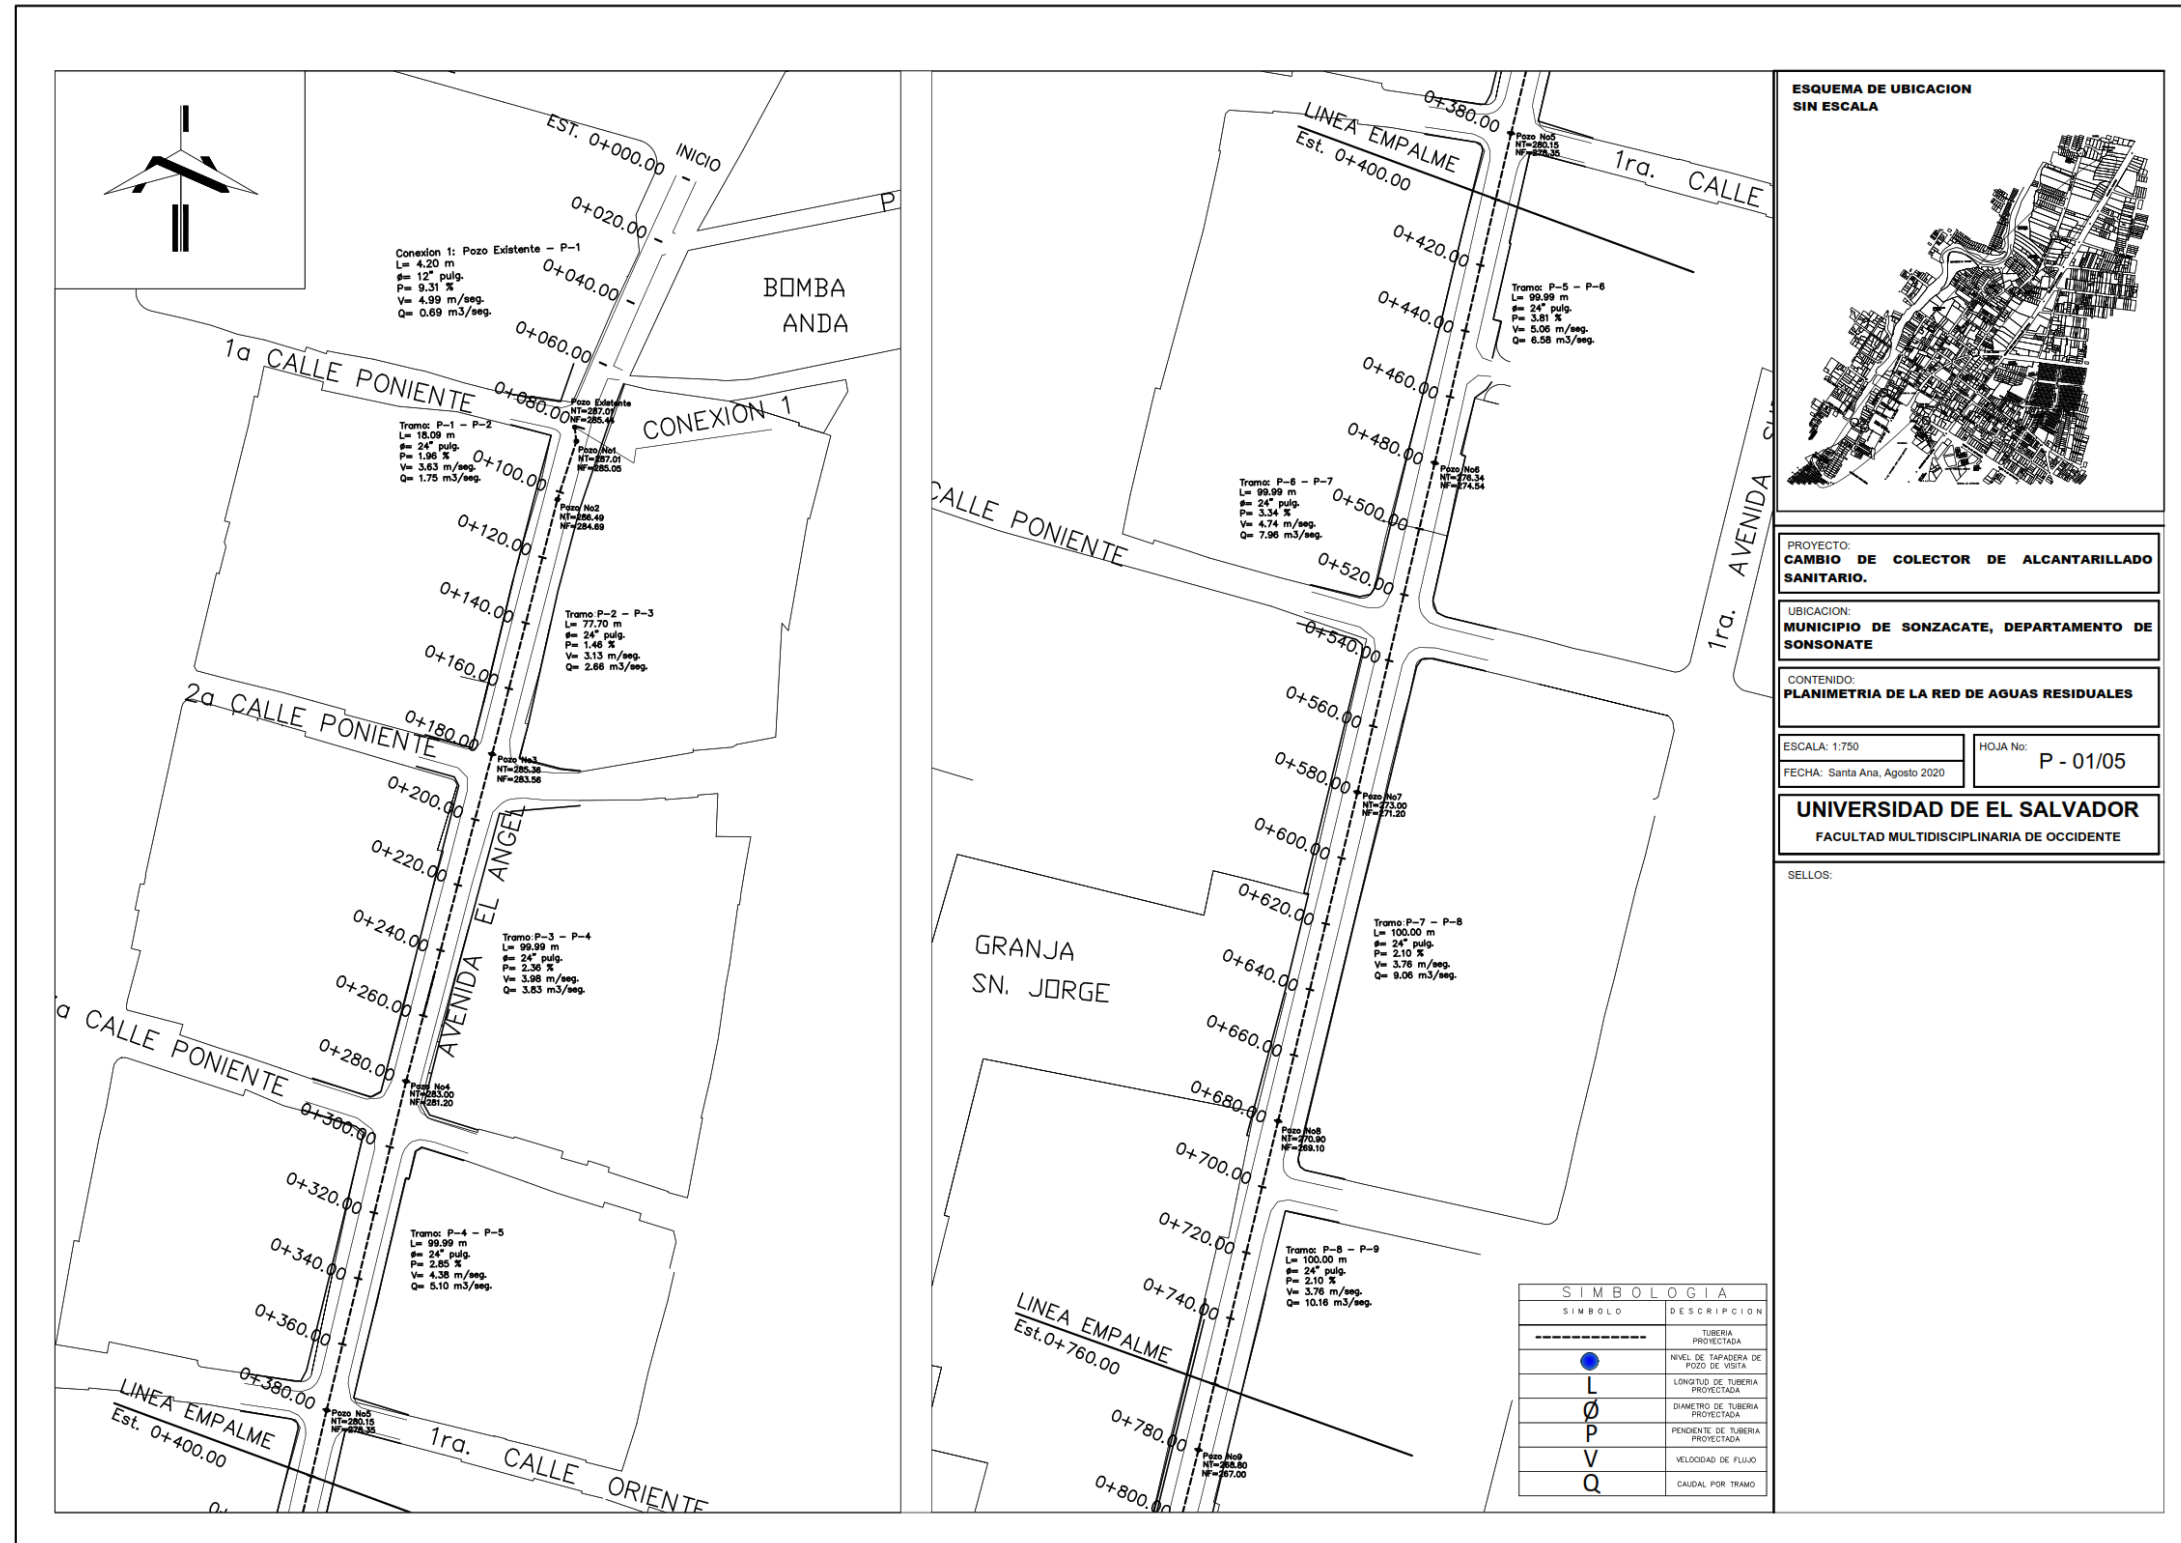 EST. 0+000.00
INICIO
0+020.00
0+040.00
0+060.00
0+080.00
0+100.00
0+120.00
0+140.00
0+160.00
0+180.00
0+200.00
0+220.00
0+240.00
0+260.00
0+280.00
0+300.00
0+320.00
0+340.00
0+360.00
0+380.00
Conexion 1: Pozo Existente - P-1
L= 4.20 m
ø= 12" pulg.
P= 9.31 %
V= 4.99 m/seg.
Q= 0.69 m3/seg.
P
BOMBA
ANDA
1a CALLE PONIENTE
Pozo Existente
NT=287.01
NF=285.44
CONEXION 1
Tramo: P-1 - P-2
L= 18.09 m
ø= 24" pulg.
P= 1.96 %
V= 3.63 m/seg.
Q= 1.75 m3/seg.
Pozo No1
NT=287.01
NF=285.05
Pozo No2
NT=286.49
NF=284.69
Tramo: P-2 - P-3
L= 77.70 m
ø= 24" pulg.
P= 1.46 %
V= 3.13 m/seg.
Q= 2.66 m3/seg.
2a CALLE PONIENTE
Pozo No3
NT=285.36
NF=283.56
AVENIDA EL ANGEL
Tramo: P-3 - P-4
L= 99.99 m
ø= 24" pulg.
P= 2.36 %
V= 3.98 m/seg.
Q= 3.83 m3/seg.
a CALLE PONIENTE
Pozo No4
NT=283.00
NF=281.20
Tramo: P-4 - P-5
L= 99.99 m
ø= 24" pulg.
P= 2.85 %
V= 4.38 m/seg.
Q= 5.10 m3/seg.
LINEA EMPALME
Est. 0+400.00
Pozo No5
NT=280.15
NF=278.35
1ra. CALLE ORIENTE
0+380.00
LINEA EMPALME
Est. 0+400.00
Pozo No5
NT=280.15
NF=278.35
1ra. CALLE
0+420.00
0+440.00
0+460.00
0+480.00
0+500.00
0+520.00
0+540.00
0+560.00
0+580.00
0+600.00
0+620.00
0+640.00
0+660.00
0+680.00
0+700.00
0+720.00
0+740.00
0+780.00
0+800.00
Tramo: P-5 - P-6
L= 99.99 m
ø= 24" pulg.
P= 3.81 %
V= 5.06 m/seg.
Q= 6.58 m3/seg.
Pozo No6
NT=276.34
NF=274.54
Tramo: P-6 - P-7
L= 99.99 m
ø= 24" pulg.
P= 3.34 %
V= 4.74 m/seg.
Q= 7.96 m3/seg.
CALLE PONIENTE
1ra. AVENIDA
Pozo No7
NT=273.00
NF=271.20
GRANJA
SN. JORGE
Tramo: P-7 - P-8
L= 100.00 m
ø= 24" pulg.
P= 2.10 %
V= 3.76 m/seg.
Q= 9.06 m3/seg.
Pozo No8
NT=270.90
NF=269.10
Tramo: P-8 - P-9
L= 100.00 m
ø= 24" pulg.
P= 2.10 %
V= 3.76 m/seg.
Q= 10.16 m3/seg.
LINEA EMPALME
Est.0+760.00
Pozo No9
NT=268.80
NF=267.00
SIMBOLOGIA
SIMBOLO DESCRIPCION
TUBERIA
PROYECTADA
NIVEL DE TAPADERA DE
POZO DE VISITA
L LONGITUD DE TUBERIA
PROYECTADA
Ø DIAMETRO DE TUBERIA
PROYECTADA
P PENDIENTE DE TUBERIA
PROYECTADA
V VELOCIDAD DE FLUJO
Q CAUDAL POR TRAMO
ESQUEMA DE UBICACION
SIN ESCALA
PROYECTO:
CAMBIO DE COLECTOR DE ALCANTARILLADO
SANITARIO.
UBICACION:
MUNICIPIO DE SONZACATE, DEPARTAMENTO DE
SONSONATE
CONTENIDO:
PLANIMETRIA DE LA RED DE AGUAS RESIDUALES
ESCALA: 1:750
FECHA: Santa Ana, Agosto 2020
HOJA No:
P - 01/05
UNIVERSIDAD DE EL SALVADOR
FACULTAD MULTIDISCIPLINARIA DE OCCIDENTE
SELLOS: